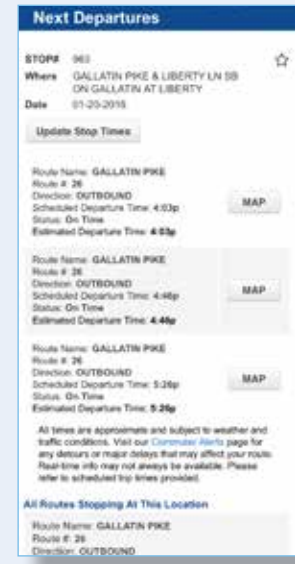 Next Departures
STOP# 963
Where GALLATIN PIKE & LIBERTY LN SB
ON GALLATIN AT LIBERTY
Date 01-20-2016
Update Stop Times
Route Name: GALLATIN PIKE
Route #: 26
Direction: OUTBOUND
Scheduled Departure Time: 4:03p
Status: On Time
Estimated Departure Time: 4:03p
MAP
Route Name: GALLATIN PIKE
Route #: 26
Direction: OUTBOUND
Scheduled Departure Time: 4:46p
Status: On Time
Estimated Departure Time: 4:46p
MAP
Route Name: GALLATIN PIKE
Route #: 26
Direction: OUTBOUND
Scheduled Departure Time: 5:26p
Status: On Time
Estimated Departure Time: 5:26p
MAP
All times are approximate and subject to weather and
traffic conditions. Visit our Commuter Alerts page for
any detours or major delays that may affect your route.
Real-time info may not always be available. Please
refer to scheduled trip times provided.
All Routes Stopping At This Location
Route Name: GALLATIN PIKE
Route #: 26
Direction: OUTBOUND